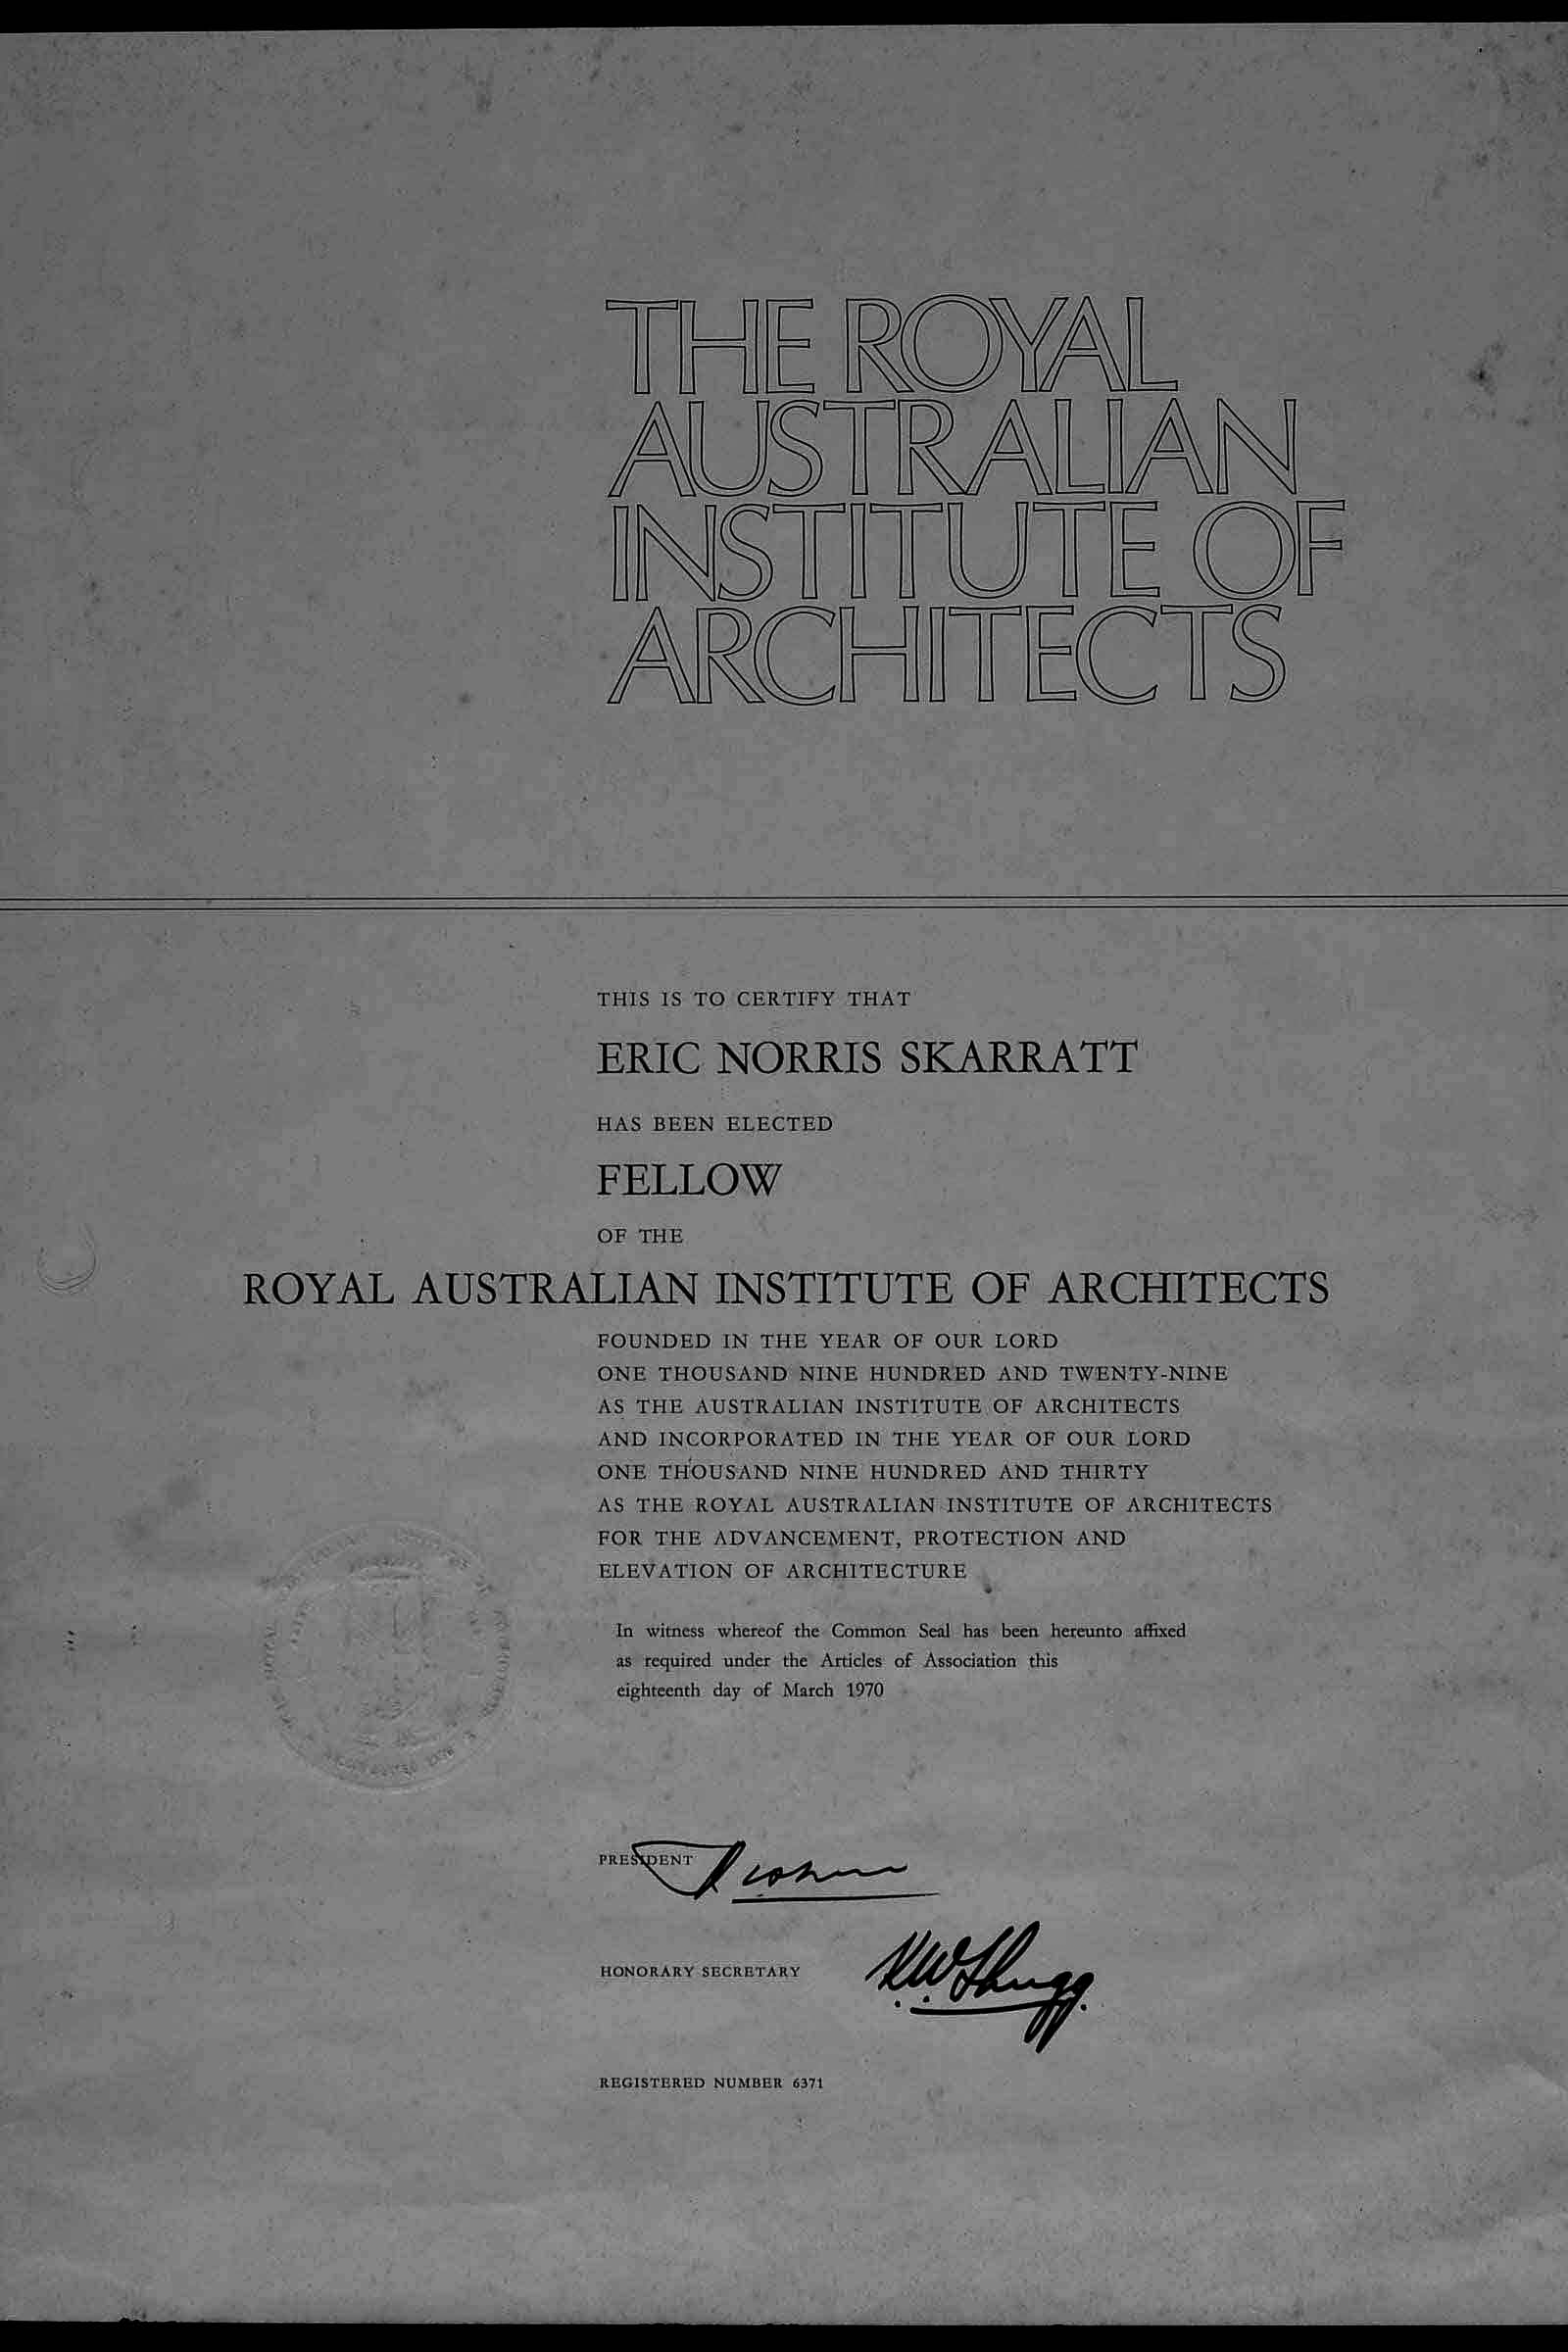 THE ROYAL
AUSTRALIAN
INSTITUTE OF
ARCHITECTS
THIS IS TO CERTIFY THAT
ERIC NORRIS SKARRATT
HAS BEEN ELECTED
FELLOW
OF THE
ROYAL AUSTRALIAN INSTITUTE OF ARCHITECTS
FOUNDED IN THE YEAR OF OUR LORD
ONE THOUSAND NINE HUNDRED AND TWENTY-NINE
AS THE AUSTRALIAN INSTITUTE OF ARCHITECTS
AND INCORPORATED IN THE YEAR OF OUR LORD
ONE THOUSAND NINE HUNDRED AND THIRTY
AS THE ROYAL AUSTRALIAN INSTITUTE OF ARCHITECTS
FOR THE ADVANCEMENT, PROTECTION AND
ELEVATION OF ARCHITECTURE
In witness whereof the Common Seal has been hereunto affixed
as required under the Articles of Association this
eighteenth day of March 1970
PRESIDENT
HONORARY SECRETARY
REGISTERED NUMBER 6371